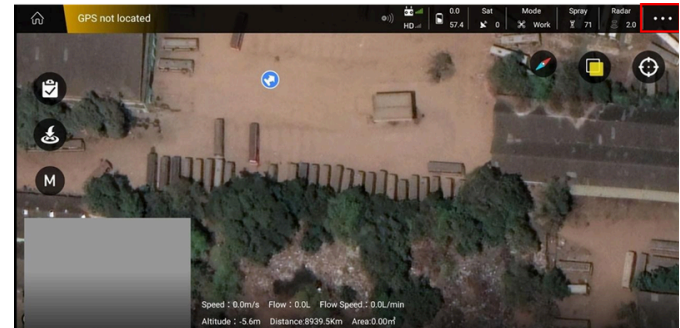 GPS not located
HD
0.0
57.4
Sat
0
Mode
Work
Spray
71
Radar
2.0
M
Speed：0.0m/s Flow：0.0L Flow Speed：0.0L/min
Altitude：-5.6m Distance:8939.5Km Area:0.00㎡